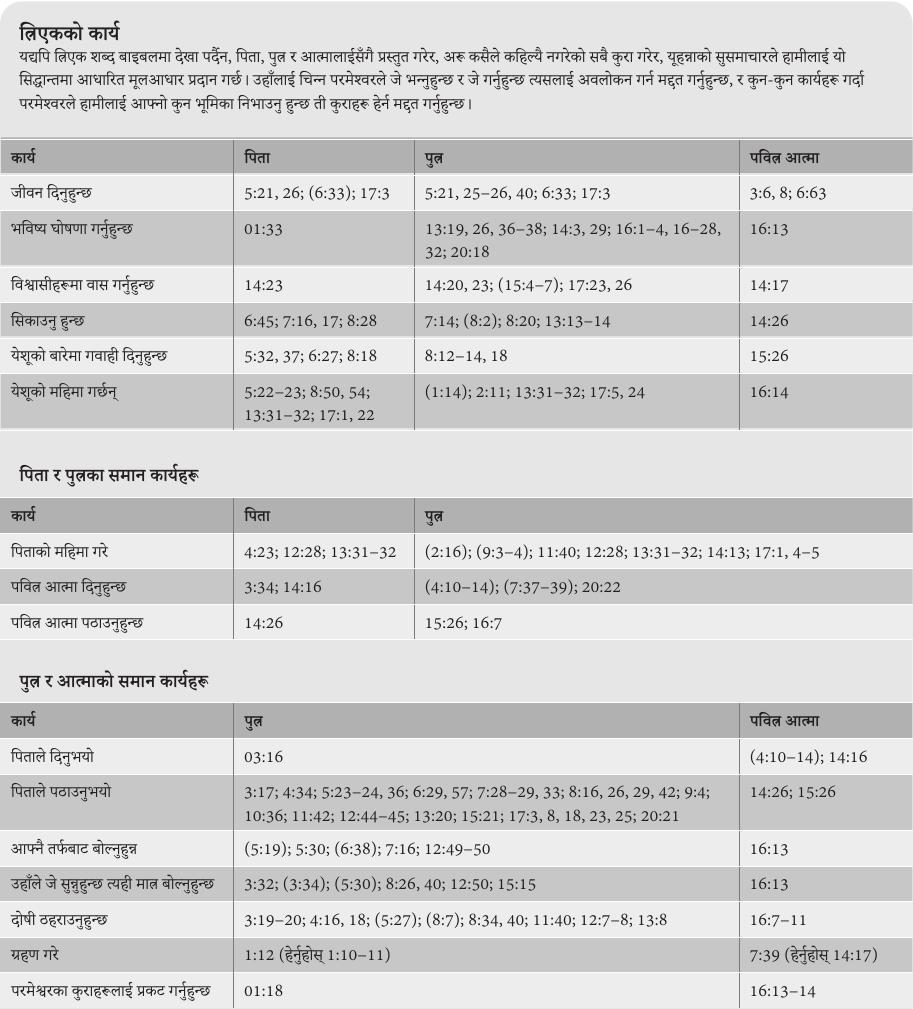 त्रिएकको कार्य
यद्यपि त्रिएक शब्द बाइबलमा देखा पर्दैन, पिता, पुत्र र आत्मालाईसँगै प्रस्तुत गरेर, अरू कसैले कहिल्यै नगरेको सबै कुरा गरेर, यूहन्नाको सुसमाचारले हामीलाई यो
सिद्धान्तमा आधारित मूलआधार प्रदान गर्छ। उहाँलाई चिन्न परमेश्वरले जे भन्नुहुन्छ र जे गर्नुहुन्छ त्यसलाई अवलोकन गर्न मद्दत गर्नुहुन्छ, र कुन-कुन कार्यहरू गर्दा
परमेश्वरले हामीलाई आफ्नो कुन भूमिका निभाउनु हुन्छ ती कुराहरू हेर्न मद्दत गर्नुहुन्छ।
कार्य पिता पुत्र पवित्र आत्मा
जीवन दिनुहुन्छ 5:21, 26; (6:33); 17:3 5:21, 25–26, 40; 6:33; 17:3 3:6, 8; 6:63
भविष्य घोषणा गर्नुहुन्छ 01:33 13:19, 26, 36–38; 14:3, 29; 16:1–4, 16–28, 16:13
32; 20:18
विश्वासीहरूमा वास गर्नुहुन्छ 14:23 14:20, 23; (15:4–7); 17:23, 26 14:17
सिकाउनु हुन्छ 6:45; 7:16, 17; 8:28 7:14; (8:2); 8:20; 13:13–14 14:26
येशूको बारेमा गवाही दिनुहुन्छ 5:32, 37; 6:27; 8:18 8:12–14, 18 15:26
येशूको महिमा गर्छन् 5:22–23; 8:50, 54; (1:14); 2:11; 13:31–32; 17:5, 24 16:14
13:31–32; 17:1, 22
पिता र पुत्रका समान कार्यहरू
कार्य पिता पुत्र
पिताको महिमा गरे 4:23; 12:28; 13:31–32 (2:16); (9:3–4); 11:40; 12:28; 13:31–32; 14:13; 17:1, 4–5
पवित्र आत्मा दिनुहुन्छ 3:34; 14:16 (4:10–14); (7:37–39); 20:22
पवित्र आत्मा पठाउनुहुन्छ 14:26 15:26; 16:7
पुत्र र आत्माको समान कार्यहरू
कार्य पुत्र पवित्र आत्मा
पिताले दिनुभयो 03:16 (4:10–14); 14:16
पिताले पठाउनुभयो 3:17; 4:34; 5:23–24, 36; 6:29, 57; 7:28–29, 33; 8:16, 26, 29, 42; 9:4; 14:26; 15:26
10:36; 11:42; 12:44–45; 13:20; 15:21; 17:3, 8, 18, 23, 25; 20:21
आफ्नै तर्फबाट बोल्नुहुन्न (5:19); 5:30; (6:38); 7:16; 12:49–50 16:13
उहाँले जे सुन्नुहुन्छ त्यही मात्र बोल्नुहुन्छ 3:32; (3:34); (5:30); 8:26, 40; 12:50; 15:15 16:13
दोषी ठहराउनुहुन्छ 3:19–20; 4:16, 18; (5:27); (8:7); 8:34, 40; 11:40; 12:7–8; 13:8 16:7–11
ग्रहण गरे 1:12 (हेर्नुहोस् 1:10–11) 7:39 (हेर्नुहोस् 14:17)
परमेश्वरका कुराहरूलाई प्रकट गर्नुहुन्छ 01:18 16:13–14